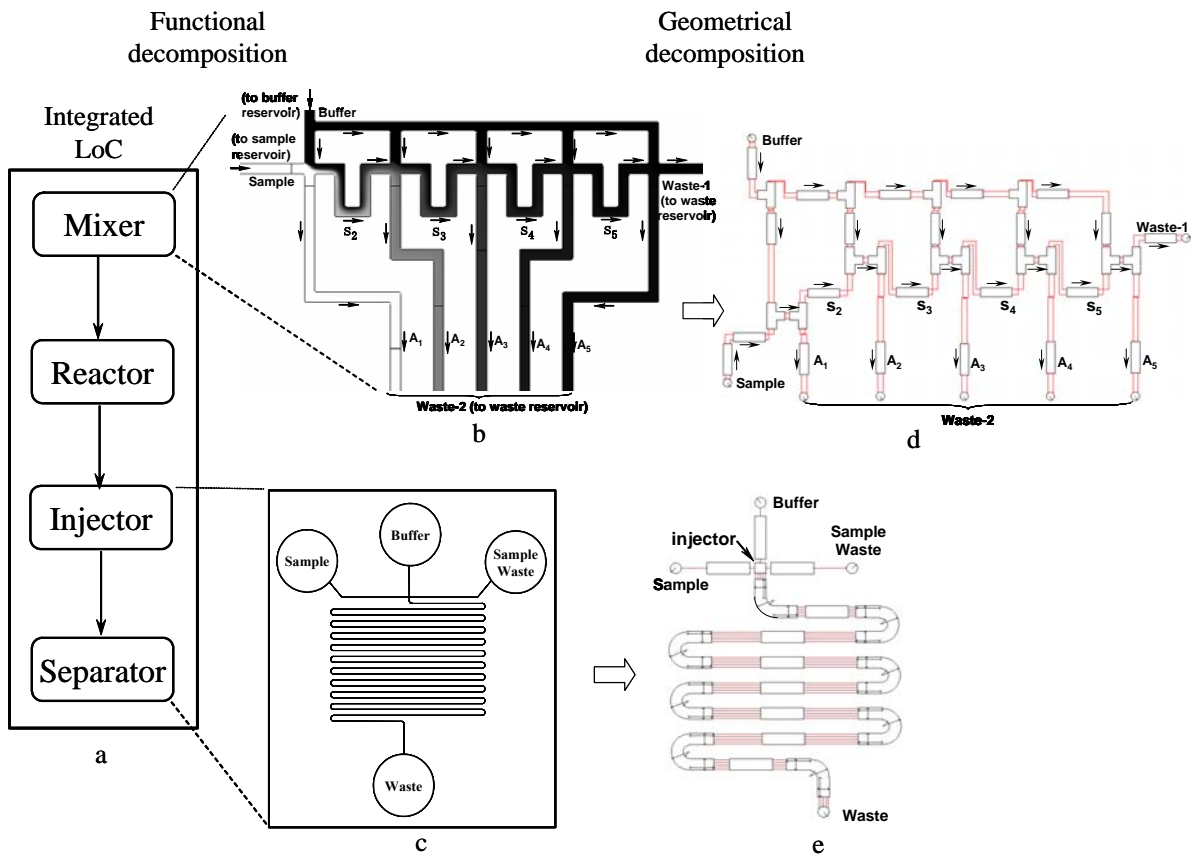 Functional
decomposition
Geometrical
decomposition
Integrated
LoC
Mixer
Reactor
Injector
Separator
a
(to buffer
reservoir)
Buffer
(to sample
reservoir)
Sample
Waste-1
(to waste
reservoir)
S2
S3
S4
S5
A1
A2
A3
A4
A5
Waste-2 (to waste reservoir)
b
Buffer
Waste-1
S2
S3
S4
S5
Sample
A1
A2
A3
A4
A5
Waste-2
d
Buffer
Sample
Sample
Waste
Waste
c
Buffer
injector
Sample
Waste
Sample
Waste
e